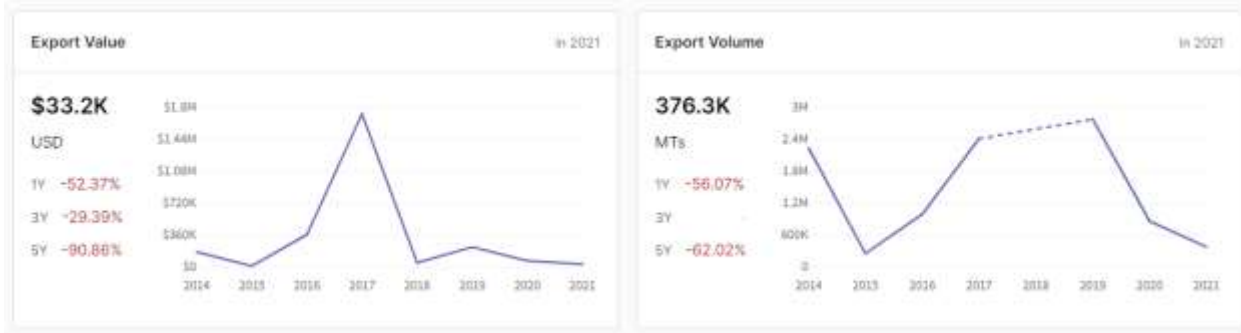 Export Value
In 2021
$33.2K
USD
1Y -52.37%
3Y -29.39%
5Y -90.86%
$1.8M
$1.44M
$1.08M
$720K
$360K
$0
2014 2015 2016 2017 2018 2019 2020 2021
Export Volume
In 2021
376.3K
MTs
1Y -56.07%
3Y
5Y -62.02%
3M
2.4M
1.8M
1.2M
600K
0
2014 2015 2016 2017 2018 2019 2020 2021